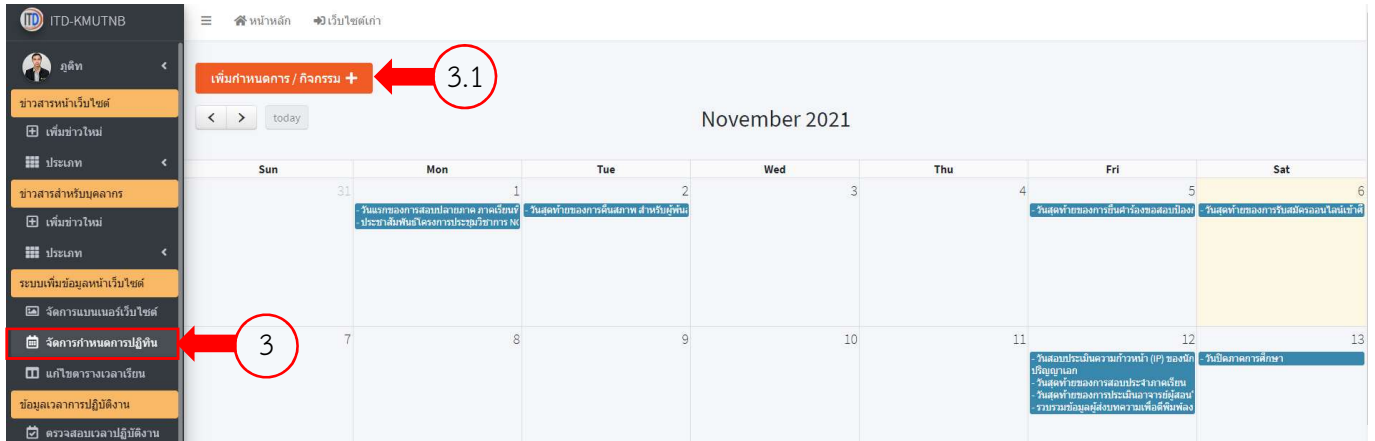 ITD-KMUTNB
หน้าหลัก เว็บไซต์เก่า
ภูดิท
เพิ่มกำหนดการ / กิจกรรม
3.1
ข่าวสารหน้าเว็บไซต์
เพิ่มข่าวใหม่
today
November 2021
ประเภท
Sun Mon Tue Wed Thu Fri Sat
ข่าวสารสำหรับบุคลากร
31 1 2 3 4 5 6
- วันแรกของการสอบปลายภาค ภาคเรียนที่
- ประชาสัมพันธ์โครงการประชุมวิชาการ NC
- วันสุดท้ายของการคืนสภาพ สำหรับผู้พ้น
- วันสุดท้ายของการยื่นคำร้องขอสอบป้อง
- วันสุดท้ายของการรับสมัครออนไลน์เข้าศึ
เพิ่มข่าวใหม่
ประเภท
ระบบเพิ่มข้อมูลหน้าเว็บไซต์
จัดการแบนเนอร์เว็บไซต์
จัดการกำหนดการปฏิทิน
3
7 8 9 10 11 12 13
- วันสอบประเมินความก้าวหน้า (IP) ของนัก
ปริญญาเอก
- วันสุดท้ายของการสอบประจำภาคเรียน
- วันสุดท้ายของการประเมินอาจารย์ผู้สอน
- รวบรวมข้อมูลผู้ส่งบทความเพื่อตีพิมพ์ลง
- วันปิดภาคการศึกษา
แก้ไขตารางเวลาเรียน
ข้อมูลเวลาการปฏิบัติงาน
ตรวจสอบเวลาปฏิบัติงาน